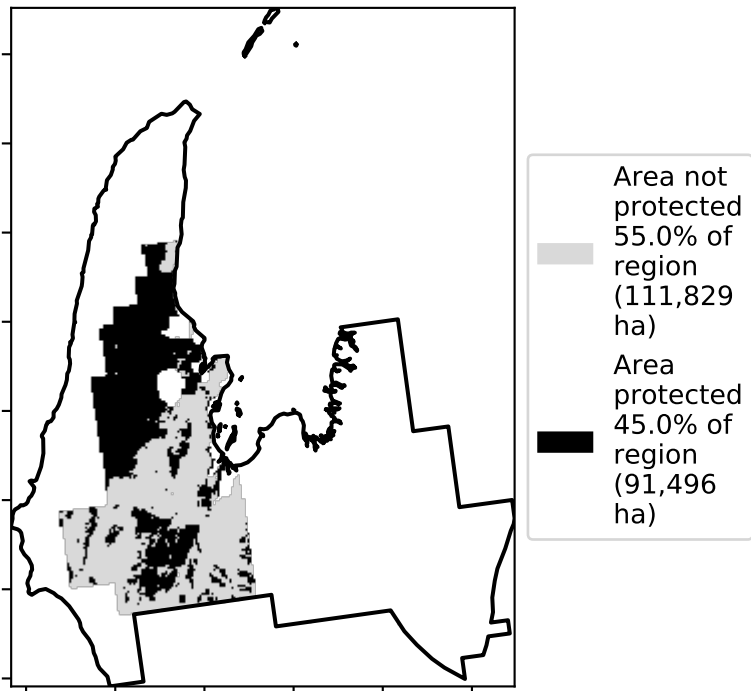 Area not
protected
55.0% of
region
(111,829
ha)
Area
protected
45.0% of
region
(91,496
ha)